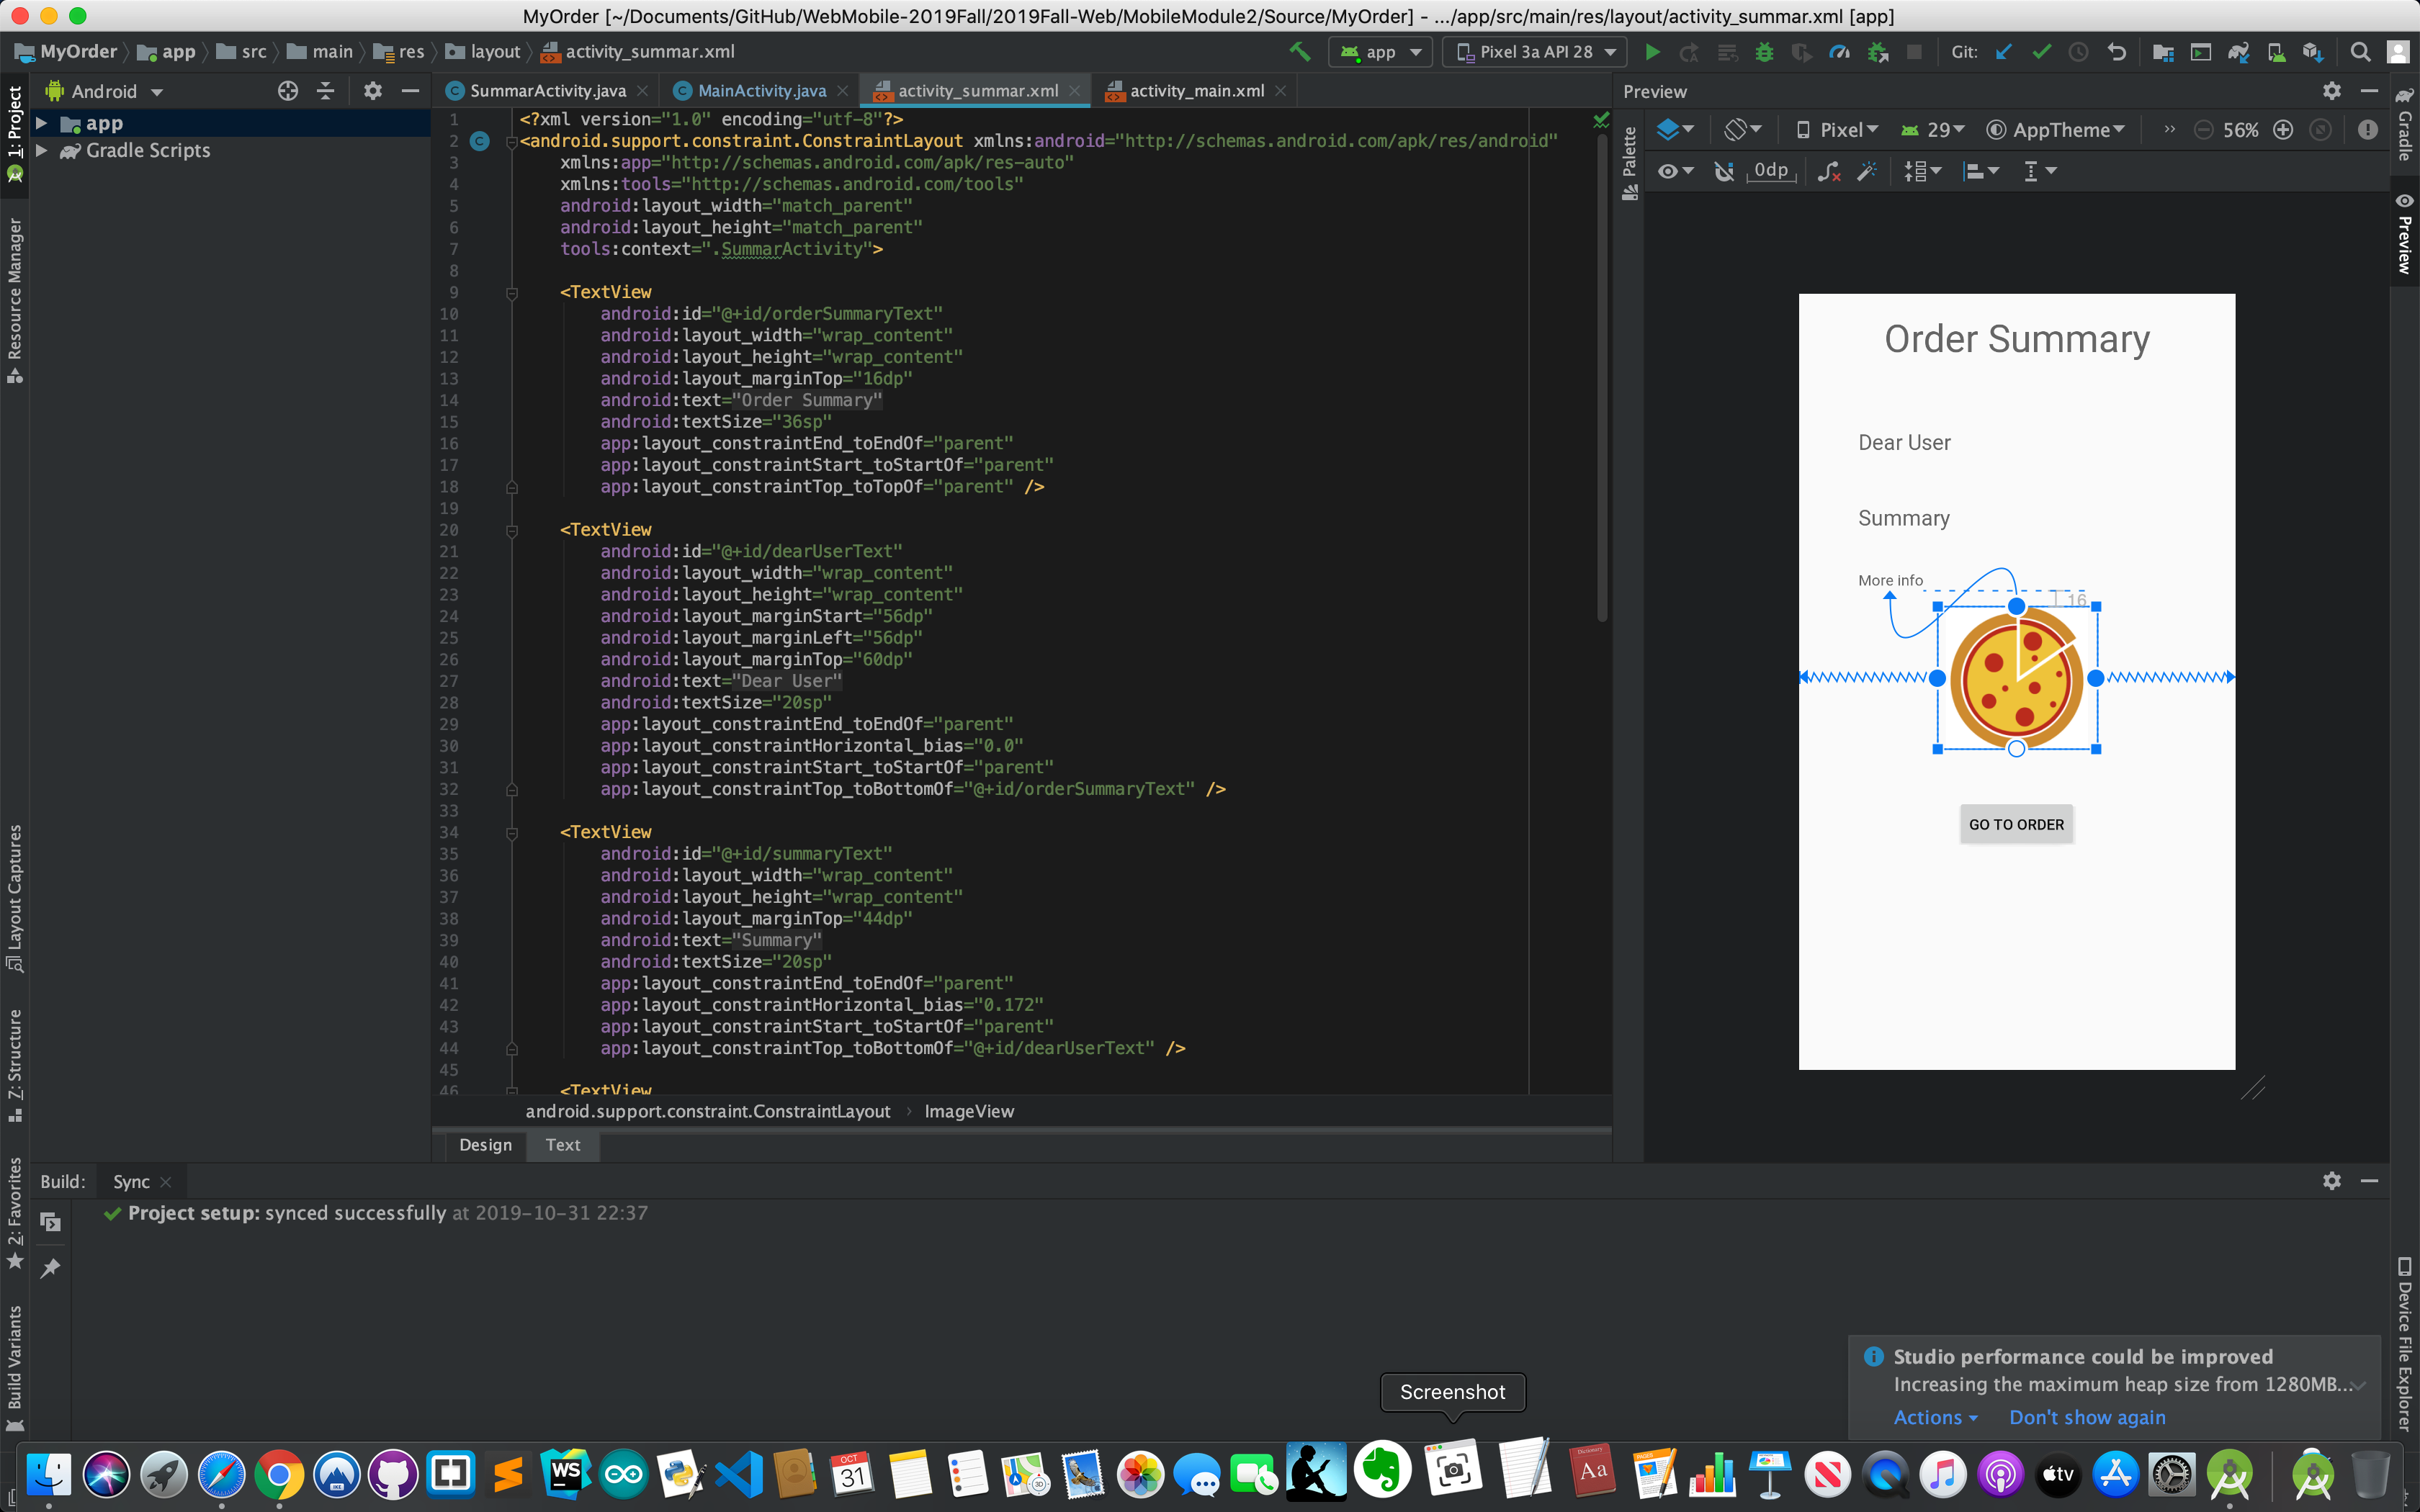 MyOrder [~/Documents/GitHub/WebMobile-2019Fall/2019Fall-Web/MobileModule2/Source/MyOrder] - .../app/src/main/res/layout/activity_summar.xml [app]
MyOrder app src main res layout activity_summar.xml
app Pixel 3a API 28 Git:
Android
SummarActivity.java MainActivity.java activity_summar.xml activity_main.xml
Preview
app
Gradle Scripts
1: Project
Resource Manager
Layout Captures
7: Structure
2: Favorites
Build Variants
1 <?xml version="1.0" encoding="utf-8"?>
2 <android.support.constraint.ConstraintLayout xmlns:android="http://schemas.android.com/apk/res/android"
3 xmlns:app="http://schemas.android.com/apk/res-auto"
4 xmlns:tools="http://schemas.android.com/tools"
5 android:layout_width="match_parent"
6 android:layout_height="match_parent"
7 tools:context=".SummarActivity">
8
9 <TextView
10 android:id="@+id/orderSummaryText"
11 android:layout_width="wrap_content"
12 android:layout_height="wrap_content"
13 android:layout_marginTop="16dp"
14 android:text="Order Summary"
15 android:textSize="36sp"
16 app:layout_constraintEnd_toEndOf="parent"
17 app:layout_constraintStart_toStartOf="parent"
18 app:layout_constraintTop_toTopOf="parent" />
19
20 <TextView
21 android:id="@+id/dearUserText"
22 android:layout_width="wrap_content"
23 android:layout_height="wrap_content"
24 android:layout_marginStart="56dp"
25 android:layout_marginLeft="56dp"
26 android:layout_marginTop="60dp"
27 android:text="Dear User"
28 android:textSize="20sp"
29 app:layout_constraintEnd_toEndOf="parent"
30 app:layout_constraintHorizontal_bias="0.0"
31 app:layout_constraintStart_toStartOf="parent"
32 app:layout_constraintTop_toBottomOf="@+id/orderSummaryText" />
33
34 <TextView
35 android:id="@+id/summaryText"
36 android:layout_width="wrap_content"
37 android:layout_height="wrap_content"
38 android:layout_marginTop="44dp"
39 android:text="Summary"
40 android:textSize="20sp"
41 app:layout_constraintEnd_toEndOf="parent"
42 app:layout_constraintHorizontal_bias="0.172"
43 app:layout_constraintStart_toStartOf="parent"
44 app:layout_constraintTop_toBottomOf="@+id/dearUserText" />
45
46 <TextView
android.support.constraint.ConstraintLayout › ImageView
Design Text
Palette
Pixel 29 AppTheme 56%
0dp
Order Summary
Dear User
Summary
More info
16
GO TO ORDER
Gradle
Preview
Device File Explorer
Build: Sync
Project setup: synced successfully at 2019-10-31 22:37
Studio performance could be improved
Increasing the maximum heap size from 1280MB...
Actions Don't show again
Screenshot
WS
OCT
31
3D
Aa
tv